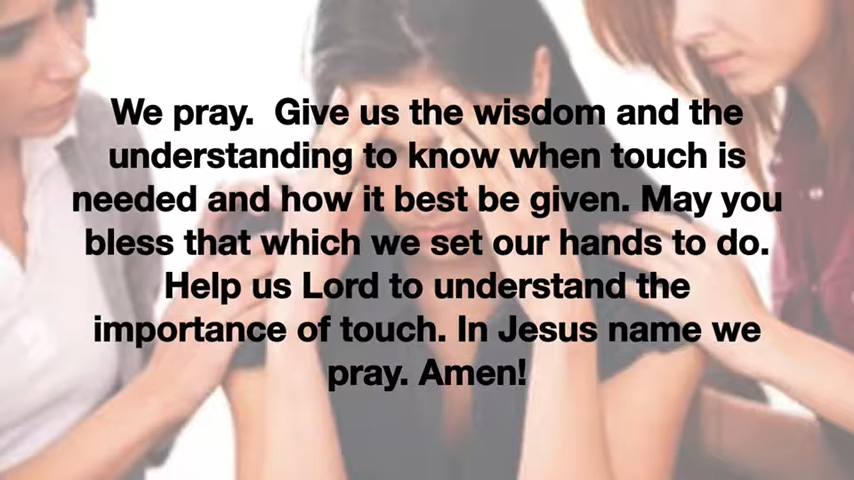 We pray.  Give us the wisdom and the
understanding to know when touch is
needed and how it best be given. May you
bless that which we set our hands to do.
Help us Lord to understand the
importance of touch. In Jesus name we
pray. Amen!